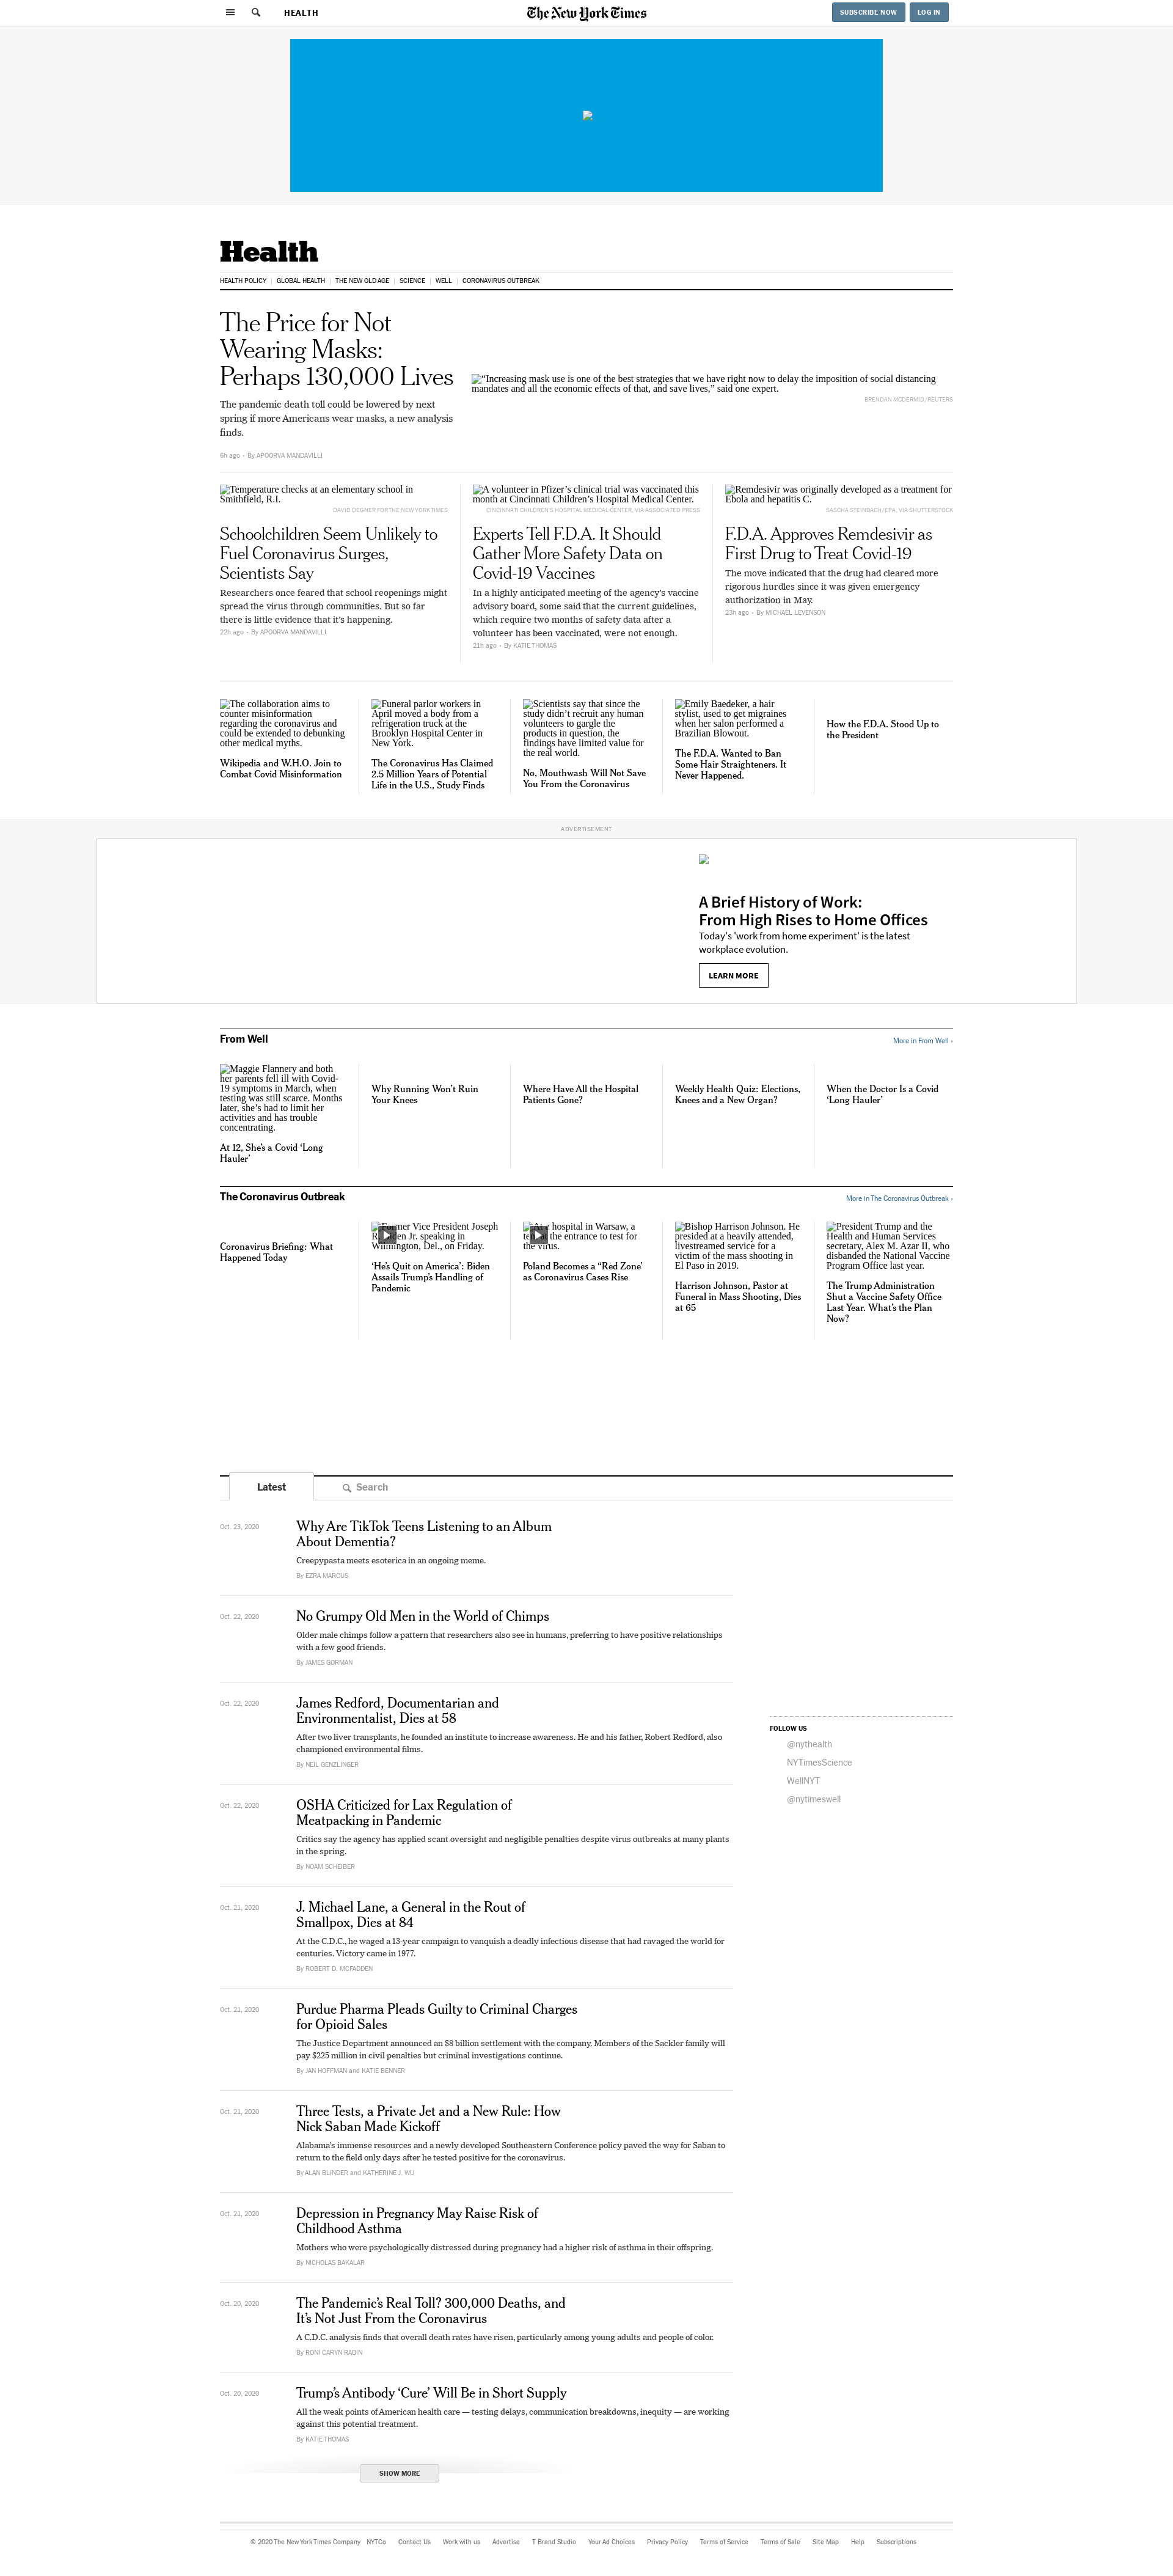 HEALTH
The New York Times
SUBSCRIBE NOW
LOG IN
Health
HEALTH POLICY | GLOBAL HEALTH | THE NEW OLD AGE | SCIENCE | WELL | CORONAVIRUS OUTBREAK
The Price for Not
Wearing Masks:
Perhaps 130,000 Lives
The pandemic death toll could be lowered by next
spring if more Americans wear masks, a new analysis
finds.
6h ago • By APOORVA MANDAVILLI
“Increasing mask use is one of the best strategies that we have right now to delay the imposition of social distancing
mandates and all the economic effects of that, and save lives,” said one expert.
BRENDAN MCDERMID/REUTERS
Temperature checks at an elementary school in
Smithfield, R.I.
DAVID DEGNER FOR THE NEW YORK TIMES
Schoolchildren Seem Unlikely to
Fuel Coronavirus Surges,
Scientists Say
Researchers once feared that school reopenings might
spread the virus through communities. But so far
there is little evidence that it’s happening.
22h ago • By APOORVA MANDAVILLI
A volunteer in Pfizer’s clinical trial was vaccinated this
month at Cincinnati Children’s Hospital Medical Center.
CINCINNATI CHILDREN’S HOSPITAL MEDICAL CENTER, VIA ASSOCIATED PRESS
Experts Tell F.D.A. It Should
Gather More Safety Data on
Covid-19 Vaccines
In a highly anticipated meeting of the agency’s vaccine
advisory board, some said that the current guidelines,
which require two months of safety data after a
volunteer has been vaccinated, were not enough.
21h ago • By KATIE THOMAS
Remdesivir was originally developed as a treatment for
Ebola and hepatitis C.
SASCHA STEINBACH/EPA, VIA SHUTTERSTOCK
F.D.A. Approves Remdesivir as
First Drug to Treat Covid-19
The move indicated that the drug had cleared more
rigorous hurdles since it was given emergency
authorization in May.
23h ago • By MICHAEL LEVENSON
The collaboration aims to
counter misinformation
regarding the coronavirus and
could be extended to debunking
other medical myths.
Wikipedia and W.H.O. Join to
Combat Covid Misinformation
Funeral parlor workers in
April moved a body from a
refrigeration truck at the
Brooklyn Hospital Center in
New York.
The Coronavirus Has Claimed
2.5 Million Years of Potential
Life in the U.S., Study Finds
Scientists say that since the
study didn’t recruit any human
volunteers to gargle the
products in question, the
findings have limited value for
the real world.
No, Mouthwash Will Not Save
You From the Coronavirus
Emily Baedeker, a hair
stylist, used to get migraines
when her salon performed a
Brazilian Blowout.
The F.D.A. Wanted to Ban
Some Hair Straighteners. It
Never Happened.
How the F.D.A. Stood Up to
the President
ADVERTISEMENT
A Brief History of Work:
From High Rises to Home Offices
Today's 'work from home experiment' is the latest
workplace evolution.
LEARN MORE
From Well
More in From Well ›
Maggie Flannery and both
her parents fell ill with Covid-
19 symptoms in March, when
testing was still scarce. Months
later, she’s had to limit her
activities and has trouble
concentrating.
At 12, She’s a Covid ‘Long
Hauler’
Why Running Won’t Ruin
Your Knees
Where Have All the Hospital
Patients Gone?
Weekly Health Quiz: Elections,
Knees and a New Organ?
When the Doctor Is a Covid
‘Long Hauler’
The Coronavirus Outbreak
More in The Coronavirus Outbreak ›
Coronavirus Briefing: What
Happened Today
Former Vice President Joseph
Jr. speaking in
Wilmington, Del., on Friday.
‘He’s Quit on America’: Biden
Assails Trump’s Handling of
Pandemic
hospital in Warsaw, a
the entrance to test for
the virus.
Poland Becomes a “Red Zone’
as Coronavirus Cases Rise
Bishop Harrison Johnson. He
presided at a heavily attended,
livestreamed service for a
victim of the mass shooting in
El Paso in 2019.
Harrison Johnson, Pastor at
Funeral in Mass Shooting, Dies
at 65
President Trump and the
Health and Human Services
secretary, Alex M. Azar II, who
disbanded the National Vaccine
Program Office last year.
The Trump Administration
Shut a Vaccine Safety Office
Last Year. What’s the Plan
Now?
Latest
Search
Oct. 23, 2020
Why Are TikTok Teens Listening to an Album
About Dementia?
Creepypasta meets esoterica in an ongoing meme.
By EZRA MARCUS
Oct. 22, 2020
No Grumpy Old Men in the World of Chimps
Older male chimps follow a pattern that researchers also see in humans, preferring to have positive relationships
with a few good friends.
By JAMES GORMAN
Oct. 22, 2020
James Redford, Documentarian and
Environmentalist, Dies at 58
After two liver transplants, he founded an institute to increase awareness. He and his father, Robert Redford, also
championed environmental films.
By NEIL GENZLINGER
FOLLOW US
@nythealth
NYTimesScience
WellNYT
@nytimeswell
Oct. 22, 2020
OSHA Criticized for Lax Regulation of
Meatpacking in Pandemic
Critics say the agency has applied scant oversight and negligible penalties despite virus outbreaks at many plants
in the spring.
By NOAM SCHEIBER
Oct. 21, 2020
J. Michael Lane, a General in the Rout of
Smallpox, Dies at 84
At the C.D.C., he waged a 13-year campaign to vanquish a deadly infectious disease that had ravaged the world for
centuries. Victory came in 1977.
By ROBERT D. MCFADDEN
Oct. 21, 2020
Purdue Pharma Pleads Guilty to Criminal Charges
for Opioid Sales
The Justice Department announced an $8 billion settlement with the company. Members of the Sackler family will
pay $225 million in civil penalties but criminal investigations continue.
By JAN HOFFMAN and KATIE BENNER
Oct. 21, 2020
Three Tests, a Private Jet and a New Rule: How
Nick Saban Made Kickoff
Alabama’s immense resources and a newly developed Southeastern Conference policy paved the way for Saban to
return to the field only days after he tested positive for the coronavirus.
By ALAN BLINDER and KATHERINE J. WU
Oct. 21, 2020
Depression in Pregnancy May Raise Risk of
Childhood Asthma
Mothers who were psychologically distressed during pregnancy had a higher risk of asthma in their offspring.
By NICHOLAS BAKALAR
Oct. 20, 2020
The Pandemic’s Real Toll? 300,000 Deaths, and
It’s Not Just From the Coronavirus
A C.D.C. analysis finds that overall death rates have risen, particularly among young adults and people of color.
By RONI CARYN RABIN
Oct. 20, 2020
Trump’s Antibody ‘Cure’ Will Be in Short Supply
All the weak points of American health care — testing delays, communication breakdowns, inequity — are working
against this potential treatment.
By KATIE THOMAS
SHOW MORE
© 2020 The New York Times Company NYTCo Contact Us Work with us Advertise T Brand Studio Your Ad Choices Privacy Policy Terms of Service Terms of Sale Site Map Help Subscriptions